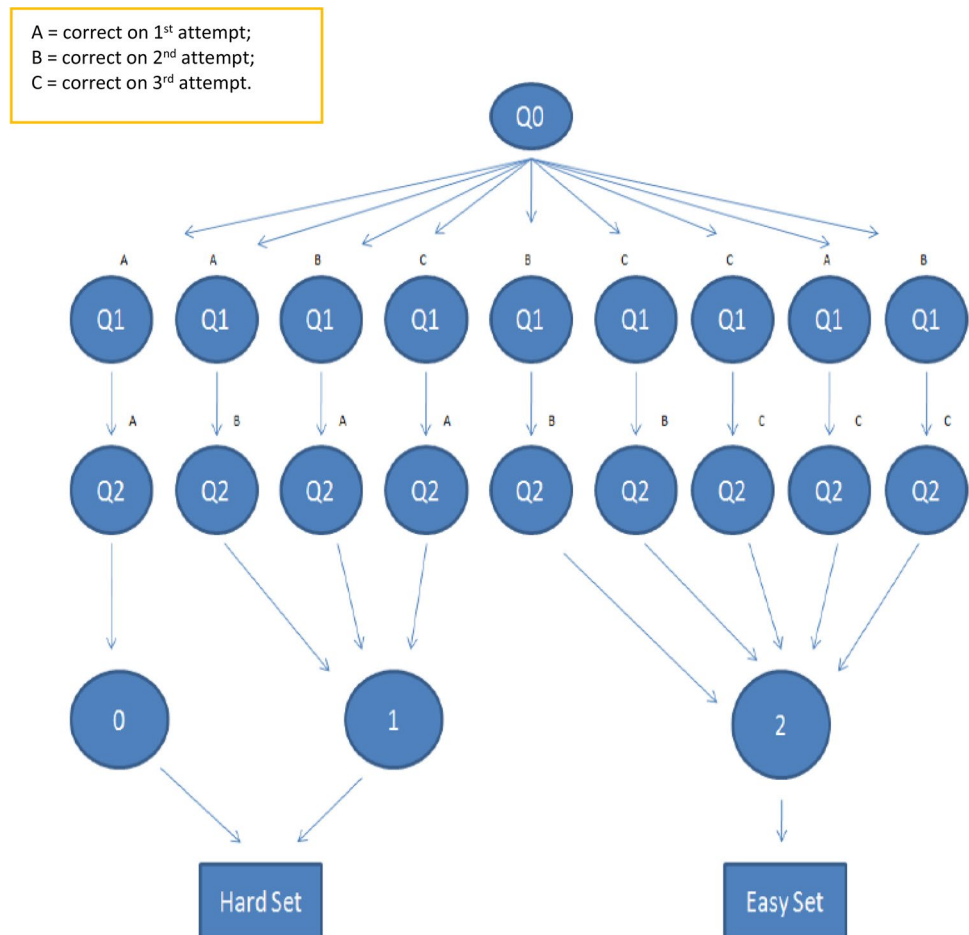 A = correct on 1st attempt;
B = correct on 2nd attempt;
C = correct on 3rd attempt.
Q0
A A B C B C C A B
Q1 Q1 Q1 Q1 Q1 Q1 Q1 Q1 Q1
A B A A B B C C C
Q2 Q2 Q2 Q2 Q2 Q2 Q2 Q2 Q2
0 1 2
Hard Set Easy Set